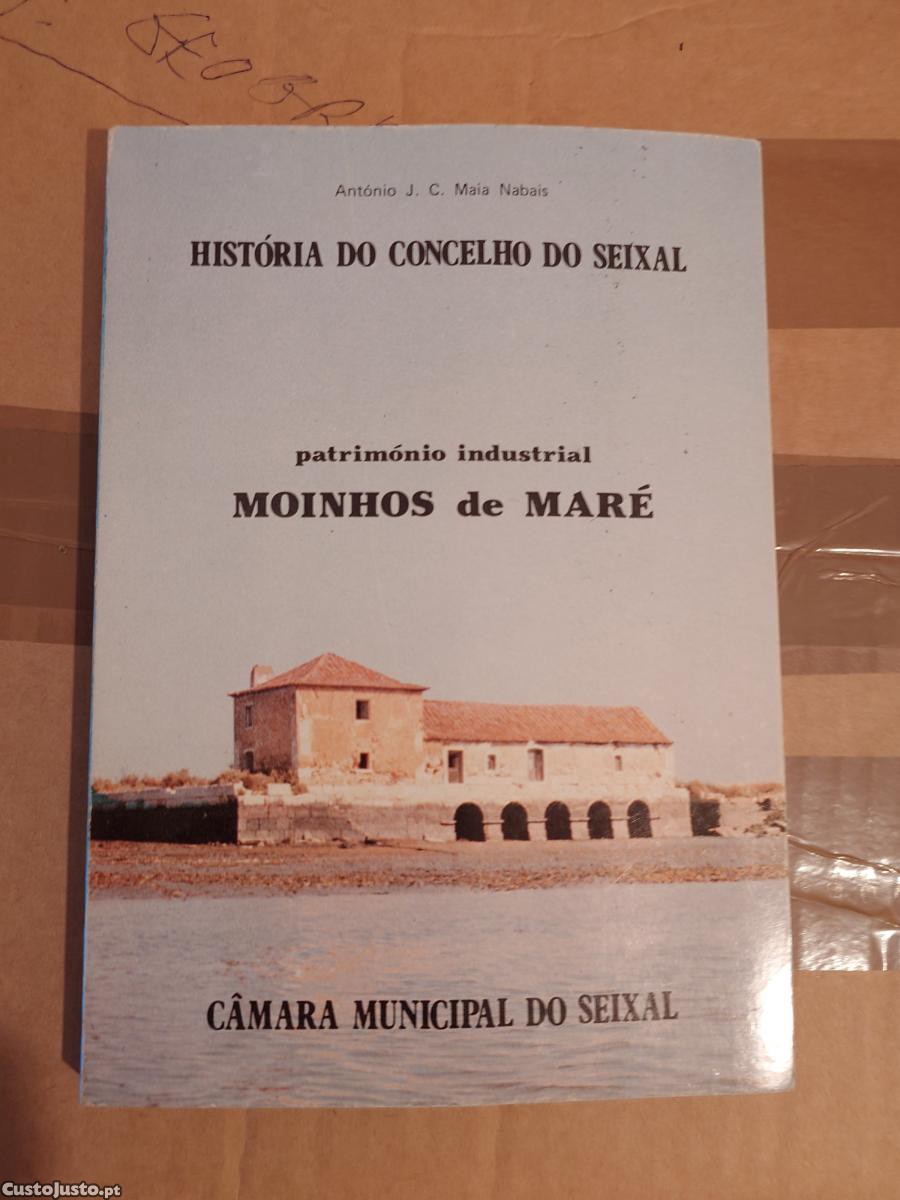 António J. C. Maia Nabais
HISTÓRIA DO CONCELHO DO SEIXAL
património industrial
MOINHOS de MARÉ
CÂMARA MUNICIPAL DO SEIXAL
CustoJusto.pt